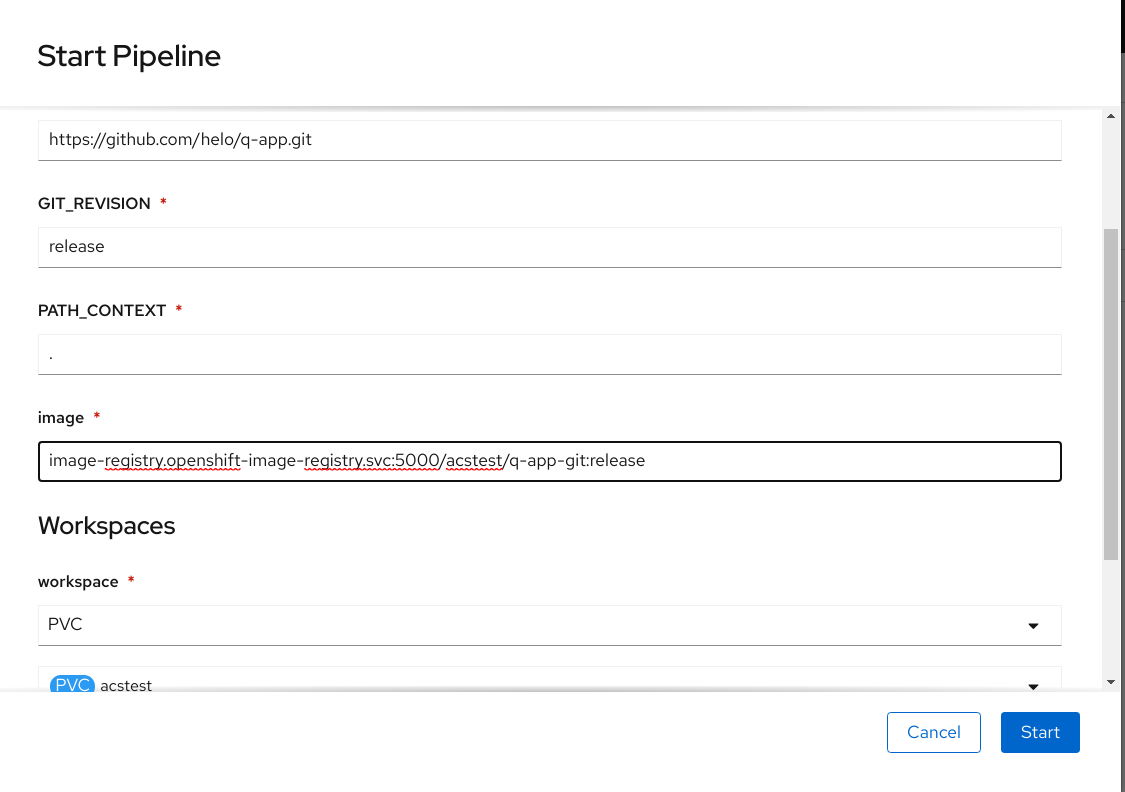 Start Pipeline
https://github.com/helo/q-app.git
GIT_REVISION *
release
PATH_CONTEXT *
.
image *
image-registry.openshift-image-registry.svc:5000/acstest/q-app-git:release
Workspaces
workspace *
PVC
PVC acstest
Cancel Start